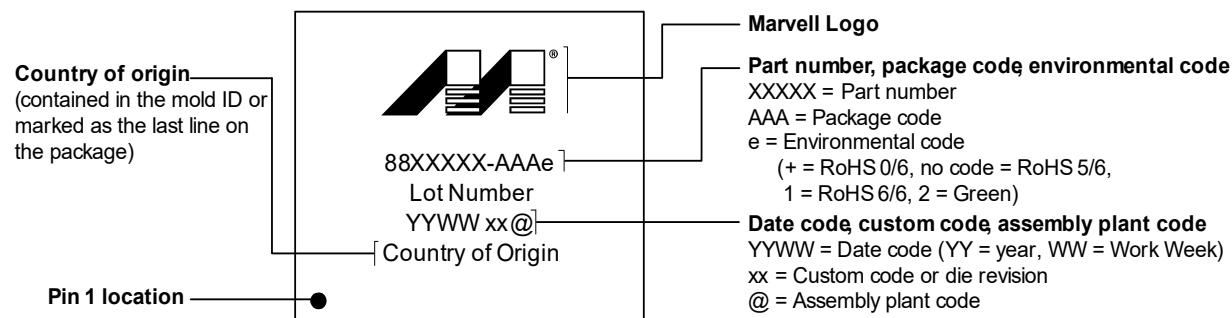 Marvell Logo
Country of origin
(contained in the mold ID or
marked as the last line on
the package)
®
Part number, package code, environmental code
XXXXX = Part number
AAA = Package code
e = Environmental code
(+ = RoHS 0/6, no code = RoHS 5/6,
1 = RoHS 6/6, 2 = Green)
88XXXXX-AAAe
Lot Number
YYWW xx@
Country of Origin
Date code, custom code, assembly plant code
YYWW = Date code (YY = year, WW = Work Week)
xx = Custom code or die revision
@ = Assembly plant code
Pin 1 location